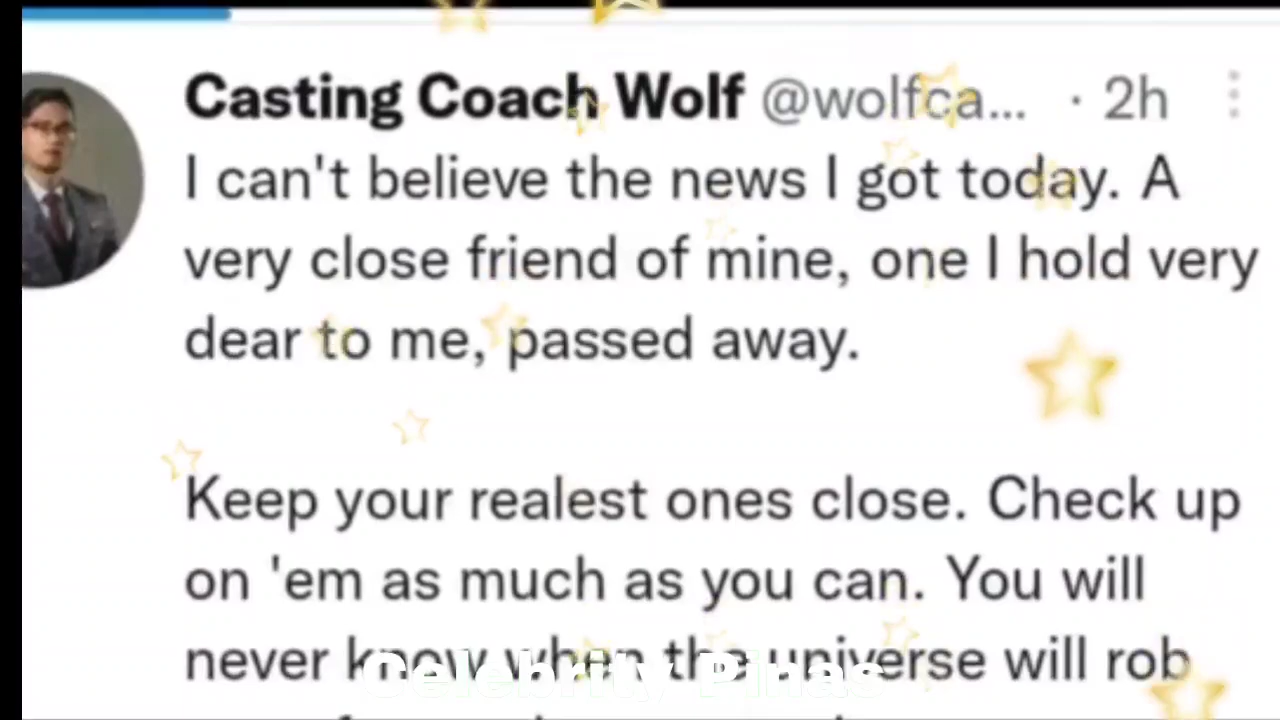 Casting Coach Wolf @wolfca... · 2h
I can't believe the news I got today. A
very close friend of mine, one I hold very
dear to me, passed away.
Keep your realest ones close. Check up
on 'em as much as you can. You will
never know when the universe will rob
Celebrity Pinas